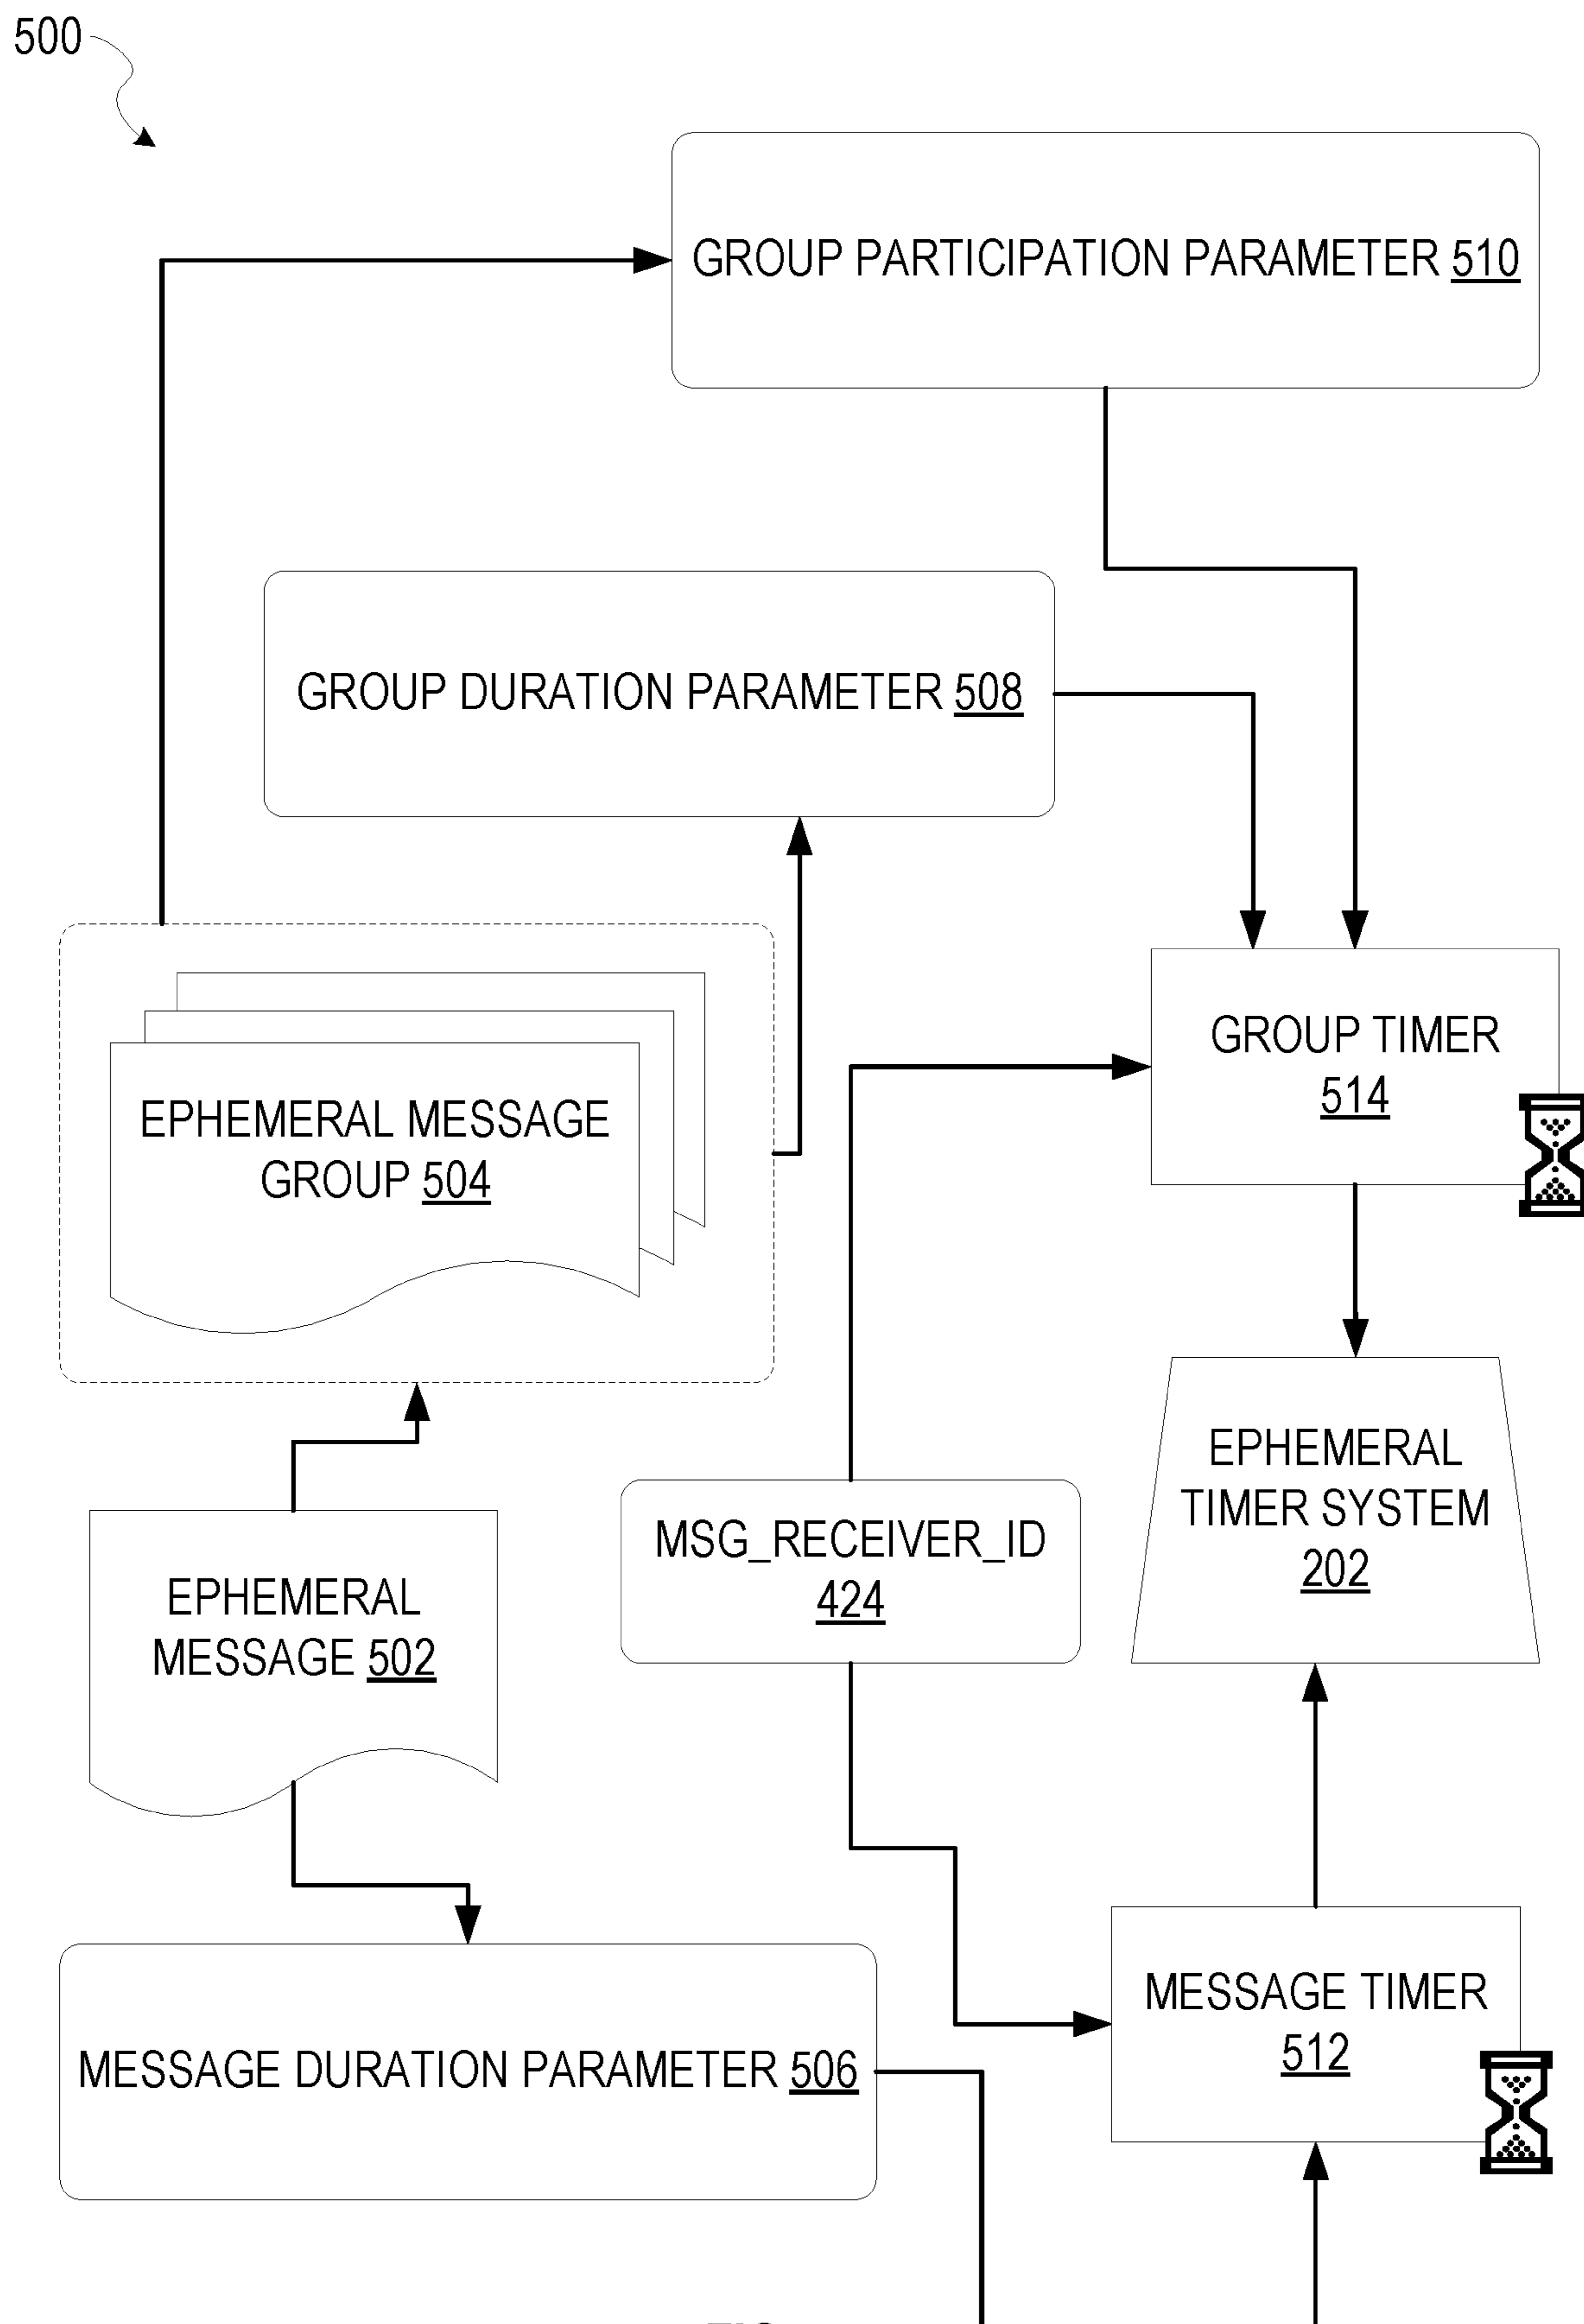 500
GROUP PARTICIPATION PARAMETER 510
GROUP DURATION PARAMETER 508
GROUP TIMER
514
EPHEMERAL MESSAGE
GROUP 504
EPHEMERAL
TIMER SYSTEM
202
MSG_RECEIVER_ID
424
EPHEMERAL
MESSAGE 502
MESSAGE TIMER
512
MESSAGE DURATION PARAMETER 506